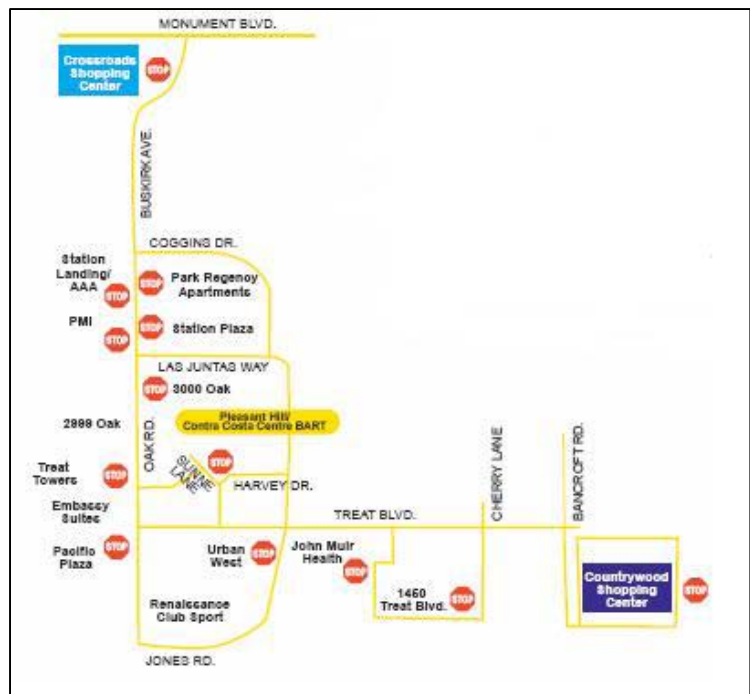 MONUMENT BLVD.
Crossroads
Shopping
Center
STOP
BUSKIRK AVE.
COGGINS DR.
Station
Landing/
AAA
STOP
STOP
Park Regency
Apartments
PMI
STOP
STOP
Station Plaza
LAS JUNTAS WAY
STOP
3000 Oak
2999 Oak
OAK RD.
Pleasant Hill/
Contra Costa Centre BART
CHERRY LANE
BANCROFT RD.
Treat
Towers
STOP
SUNNE
LANE
STOP
HARVEY DR.
Embassy
Suites
TREAT BLVD.
Pacific
Plaza
STOP
Urban
West
STOP
John Muir
Health
STOP
1460
Treat Blvd.
STOP
Countrywood
Shopping
Center
STOP
Renaissance
Club Sport
JONES RD.